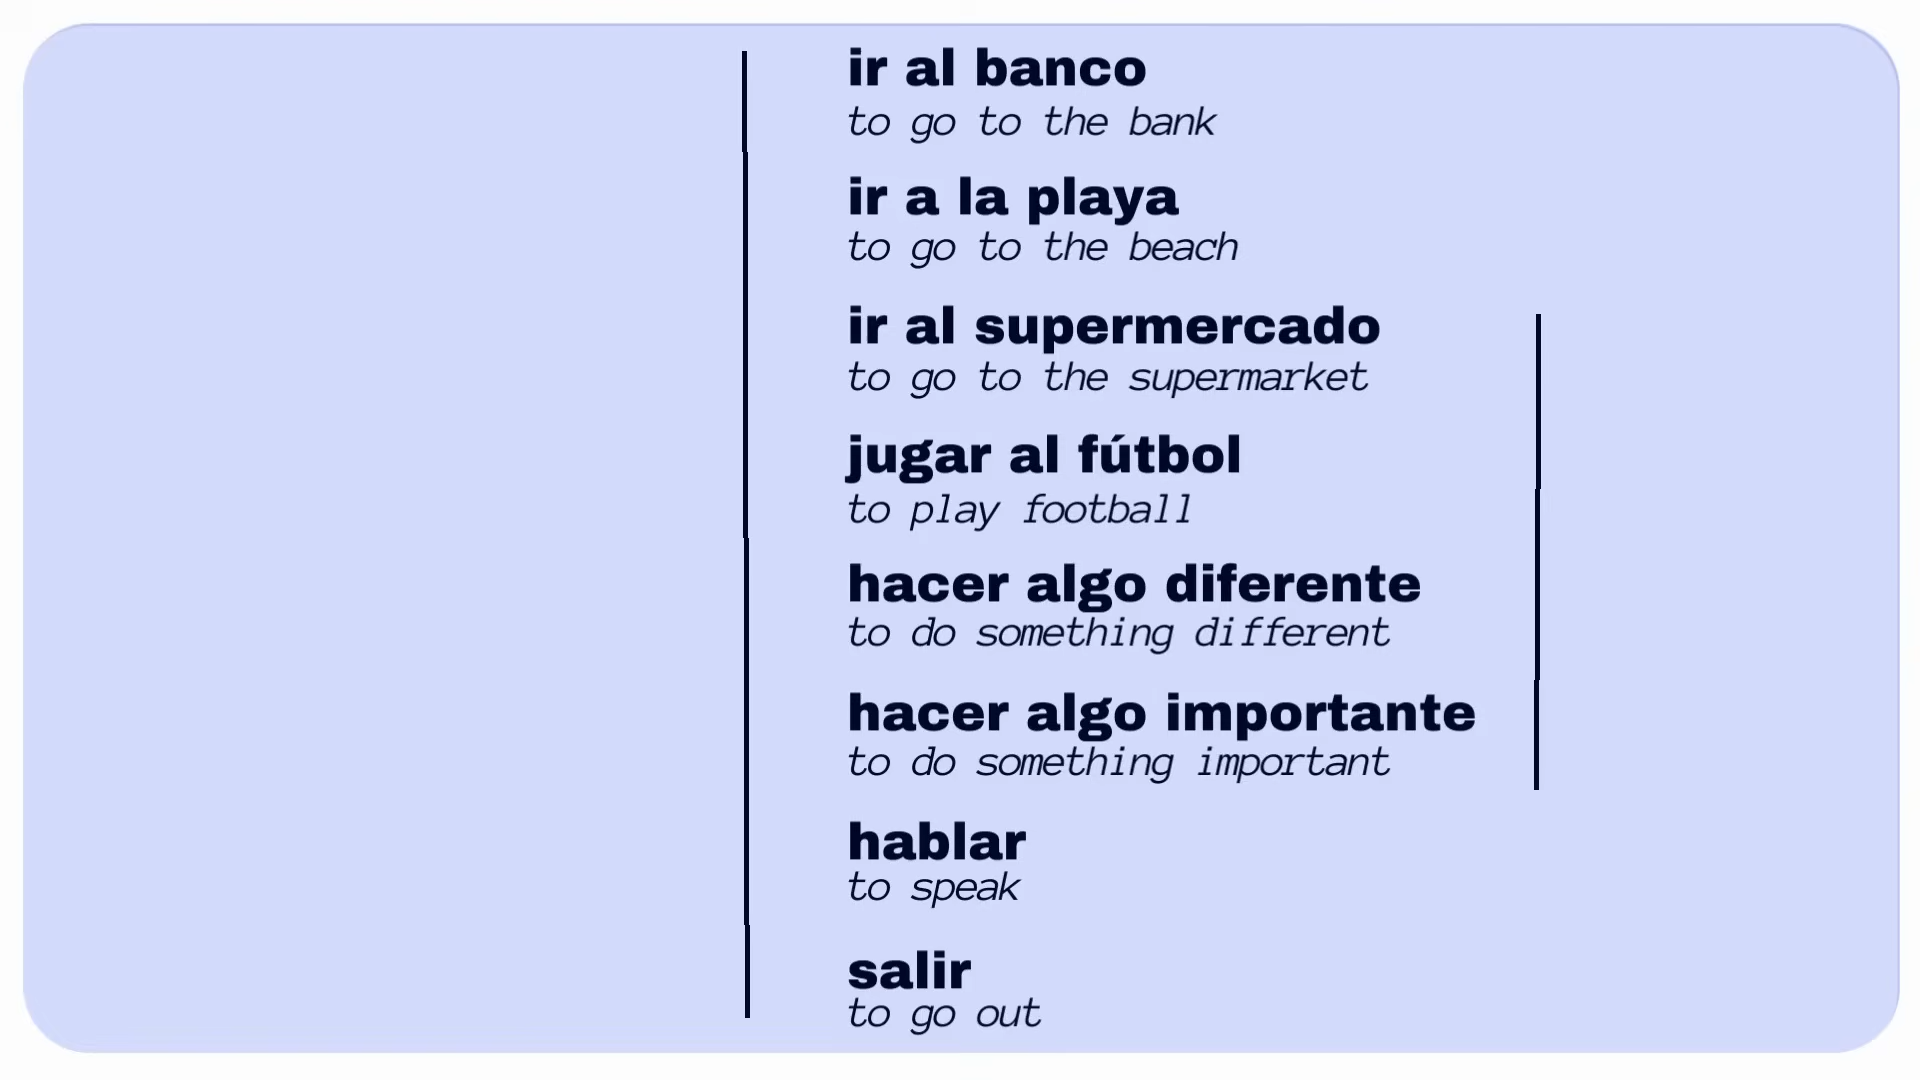 ir al banco
to go to the bank
ir a la playa
to go to the beach
ir al supermercado
to go to the supermarket
jugar al fútbol
to play football
hacer algo diferente
to do something different
hacer algo importante
to do something important
hablar
to speak
salir
to go out